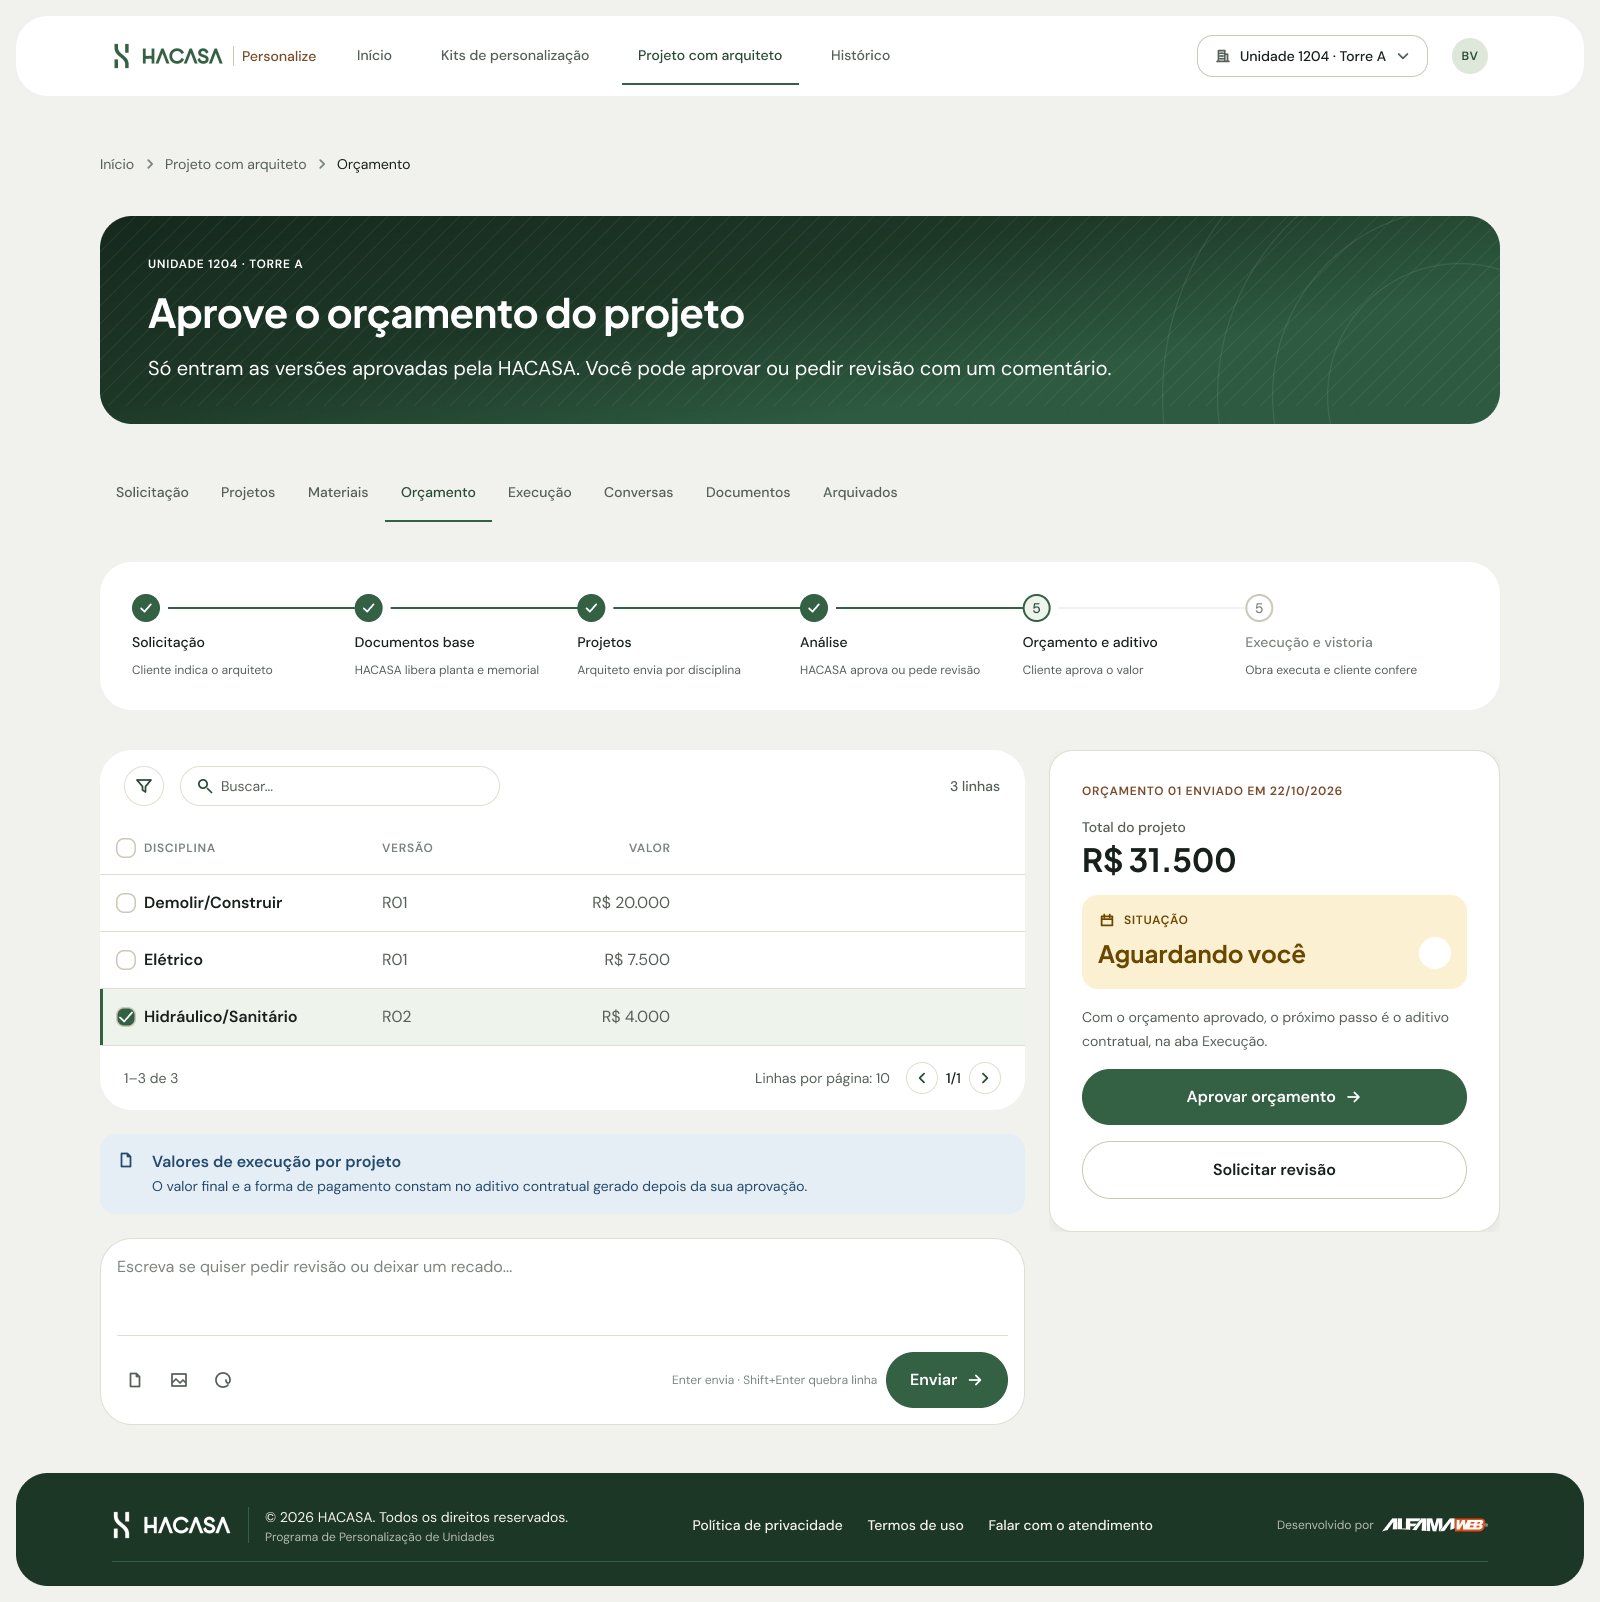 HACASA Personalize Início Kits de personalização Projeto com arquiteto Histórico Unidade 1204 · Torre A BV
Início Projeto com arquiteto Orçamento
UNIDADE 1204 · TORRE A
Aprove o orçamento do projeto
Só entram as versões aprovadas pela HACASA. Você pode aprovar ou pedir revisão com um comentário.
Solicitação Projetos Materiais Orçamento Execução Conversas Documentos Arquivados
5 5
Solicitação Documentos base Projetos Análise Orçamento e aditivo Execução e vistoria
Cliente indica o arquiteto HACASA libera planta e memorial Arquiteto envia por disciplina HACASA aprova ou pede revisão Cliente aprova o valor Obra executa e cliente confere
Buscar... 3 linhas
DISCIPLINA VERSÃO VALOR
Demolir/Construir R01 R$ 20.000
Elétrico R01 R$ 7.500
Hidráulico/Sanitário R02 R$ 4.000
1–3 de 3 Linhas por página: 10 1/1
Valores de execução por projeto
O valor final e a forma de pagamento constam no aditivo contratual gerado depois da sua aprovação.
Escreva se quiser pedir revisão ou deixar um recado...
Enter envia · Shift+Enter quebra linha Enviar
ORÇAMENTO 01 ENVIADO EM 22/10/2026
Total do projeto
R$ 31.500
SITUAÇÃO
Aguardando você
Com o orçamento aprovado, o próximo passo é o aditivo
contratual, na aba Execução.
Aprovar orçamento
Solicitar revisão
HACASA
© 2026 HACASA. Todos os direitos reservados.
Programa de Personalização de Unidades
Política de privacidade Termos de uso Falar com o atendimento
Desenvolvido por ALFAMAWEB